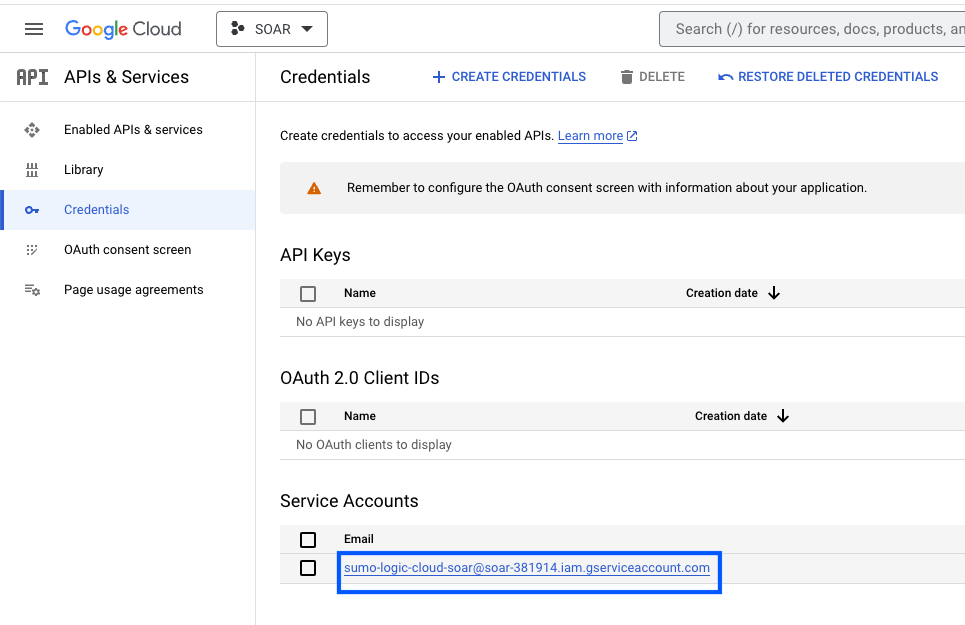 Google Cloud SOAR Search (/) for resources, docs, products, an
API APIs & Services Credentials CREATE CREDENTIALS DELETE RESTORE DELETED CREDENTIALS
Enabled APIs & services
Library
Credentials
OAuth consent screen
Page usage agreements
Create credentials to access your enabled APIs. Learn more
Remember to configure the OAuth consent screen with information about your application.
API Keys
Name Creation date
No API keys to display
OAuth 2.0 Client IDs
Name Creation date
No OAuth clients to display
Service Accounts
Email
sumo-logic-cloud-soar@soar-381914.iam.gserviceaccount.com